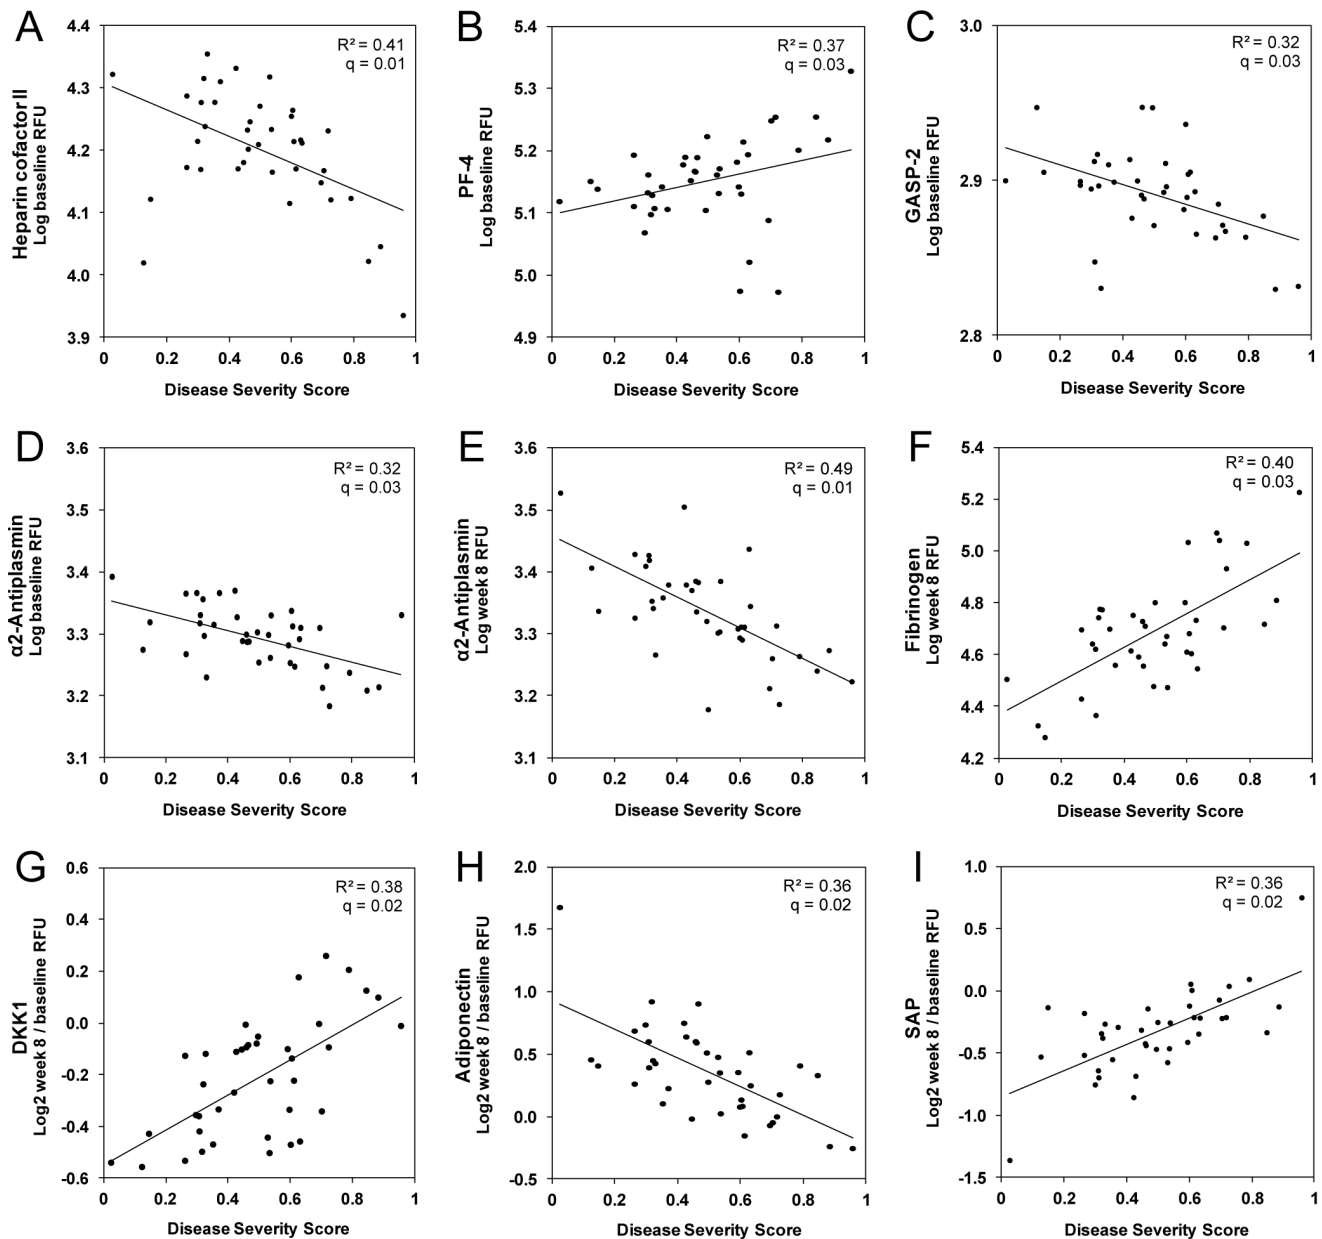 A
Heparin cofactor II
Log baseline RFU
4.4
4.3
4.2
4.1
4.0
3.9
R² = 0.41
q = 0.01
0 0.2 0.4 0.6 0.8 1
Disease Severity Score
B
PF-4
Log baseline RFU
5.4
5.3
5.2
5.1
5.0
4.9
R² = 0.37
q = 0.03
0 0.2 0.4 0.6 0.8 1
Disease Severity Score
C
GASP-2
Log baseline RFU
3.0
2.9
2.8
R² = 0.32
q = 0.03
0 0.2 0.4 0.6 0.8 1
Disease Severity Score
D
α2-Antiplasmin
Log baseline RFU
3.6
3.5
3.4
3.3
3.2
3.1
R² = 0.32
q = 0.03
0 0.2 0.4 0.6 0.8 1
Disease Severity Score
E
α2-Antiplasmin
Log week 8 RFU
3.6
3.5
3.4
3.3
3.2
3.1
R² = 0.49
q = 0.01
0 0.2 0.4 0.6 0.8 1
Disease Severity Score
F
Fibrinogen
Log week 8 RFU
5.4
5.2
5.0
4.8
4.6
4.4
4.2
R² = 0.40
q = 0.03
0 0.2 0.4 0.6 0.8 1
Disease Severity Score
G
DKK1
Log2 week 8 / baseline RFU
0.6
0.4
0.2
0.0
-0.2
-0.4
-0.6
R² = 0.38
q = 0.02
0 0.2 0.4 0.6 0.8 1
Disease Severity Score
H
Adiponectin
Log2 week 8 / baseline RFU
2.0
1.5
1.0
0.5
0.0
-0.5
R² = 0.36
q = 0.02
0 0.2 0.4 0.6 0.8 1
Disease Severity Score
I
SAP
Log2 week 8 / baseline RFU
1.0
0.5
0.0
-0.5
-1.0
-1.5
R² = 0.36
q = 0.02
0 0.2 0.4 0.6 0.8 1
Disease Severity Score